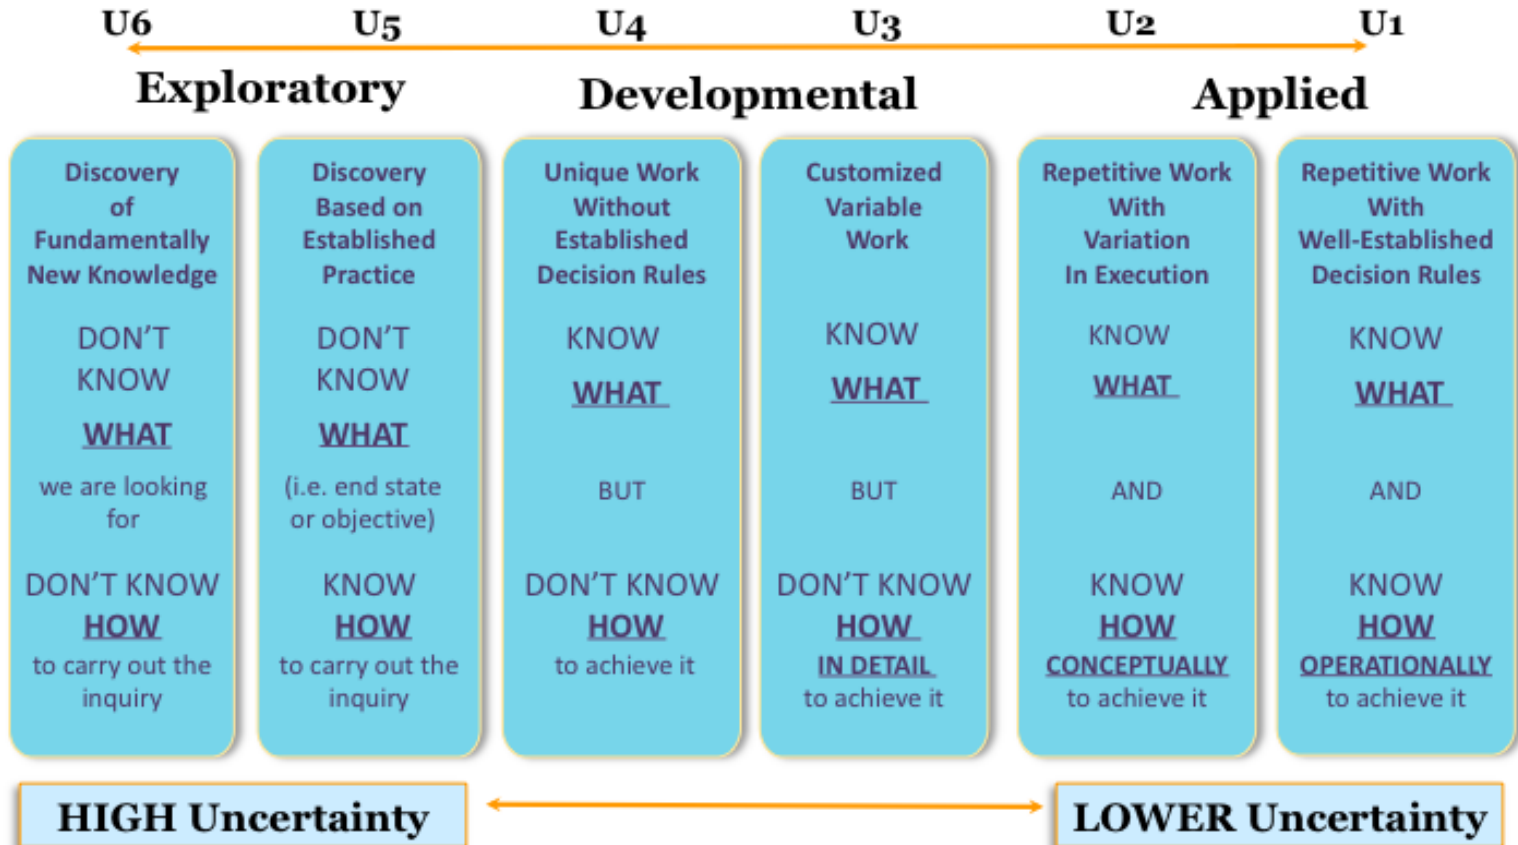 U6 U5 U4 U3 U2 U1
Exploratory Developmental Applied
Discovery
of
Fundamentally
New Knowledge
DON'T
KNOW
WHAT
we are looking
for
DON'T KNOW
HOW
to carry out the
inquiry
Discovery
Based on
Established
Practice
DON'T
KNOW
WHAT
(i.e. end state
or objective)
KNOW
HOW
to carry out the
inquiry
Unique Work
Without
Established
Decision Rules
KNOW
WHAT
BUT
DON'T KNOW
HOW
to achieve it
Customized
Variable
Work
KNOW
WHAT
BUT
DON'T KNOW
HOW
IN DETAIL
to achieve it
Repetitive Work
With
Variation
In Execution
KNOW
WHAT
AND
KNOW
HOW
CONCEPTUALLY
to achieve it
Repetitive Work
With
Well-Established
Decision Rules
KNOW
WHAT
AND
KNOW
HOW
OPERATIONALLY
to achieve it
HIGH Uncertainty LOWER Uncertainty